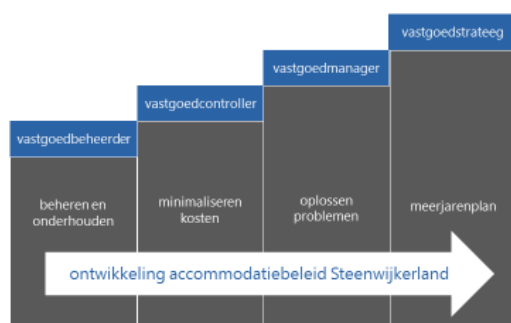 vastgoedstrateeg
vastgoedmanager
vastgoedcontroller
vastgoedbeheerder
beheren en
onderhouden
minimaliseren
kosten
oplossen
problemen
meerjarenplan
ontwikkeling accommodatiebeleid Steenwijkerland